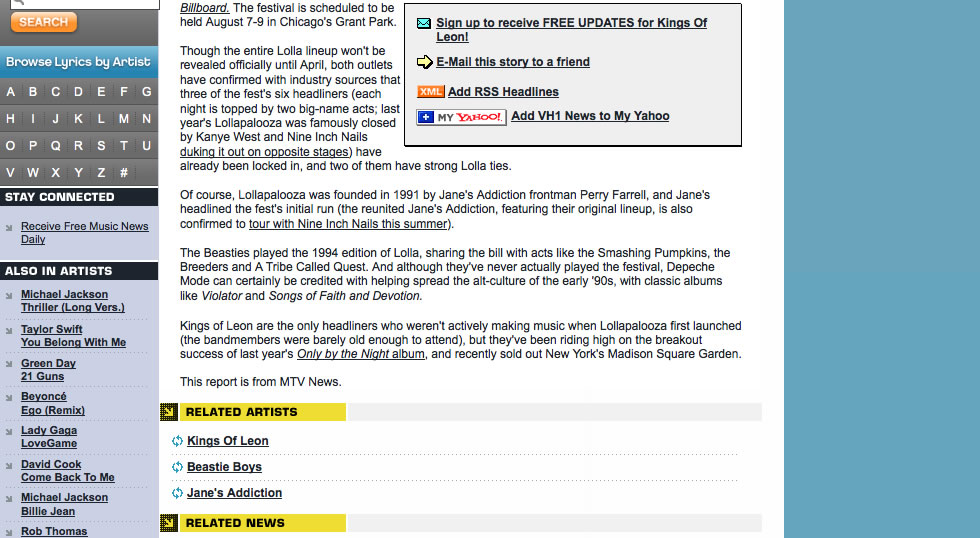 SEARCH
Browse Lyrics by Artist
A B C D E F G
H I J K L M N
O P Q R S T U
V W X Y Z #
STAY CONNECTED
Receive Free Music News
Daily
ALSO IN ARTISTS
Michael Jackson
Thriller (Long Vers.)
Taylor Swift
You Belong With Me
Green Day
21 Guns
Beyoncé
Ego (Remix)
Lady Gaga
LoveGame
David Cook
Come Back To Me
Michael Jackson
Billie Jean
Rob Thomas
Billboard. The festival is scheduled to be
held August 7-9 in Chicago's Grant Park.
Though the entire Lolla lineup won't be
revealed officially until April, both outlets
have confirmed with industry sources that
three of the fest's six headliners (each
night is topped by two big-name acts; last
year's Lollapalooza was famously closed
by Kanye West and Nine Inch Nails
duking it out on opposite stages) have
already been locked in, and two of them have strong Lolla ties.
Sign up to receive FREE UPDATES for Kings Of
Leon!
E-Mail this story to a friend
XML Add RSS Headlines
MY YAHOO! Add VH1 News to My Yahoo
Of course, Lollapalooza was founded in 1991 by Jane's Addiction frontman Perry Farrell, and Jane's
headlined the fest's initial run (the reunited Jane's Addiction, featuring their original lineup, is also
confirmed to tour with Nine Inch Nails this summer).
The Beasties played the 1994 edition of Lolla, sharing the bill with acts like the Smashing Pumpkins, the
Breeders and A Tribe Called Quest. And although they've never actually played the festival, Depeche
Mode can certainly be credited with helping spread the alt-culture of the early '90s, with classic albums
like Violator and Songs of Faith and Devotion.
Kings of Leon are the only headliners who weren't actively making music when Lollapalooza first launched
(the bandmembers were barely old enough to attend), but they've been riding high on the breakout
success of last year's Only by the Night album, and recently sold out New York's Madison Square Garden.
This report is from MTV News.
RELATED ARTISTS
Kings Of Leon
Beastie Boys
Jane's Addiction
RELATED NEWS